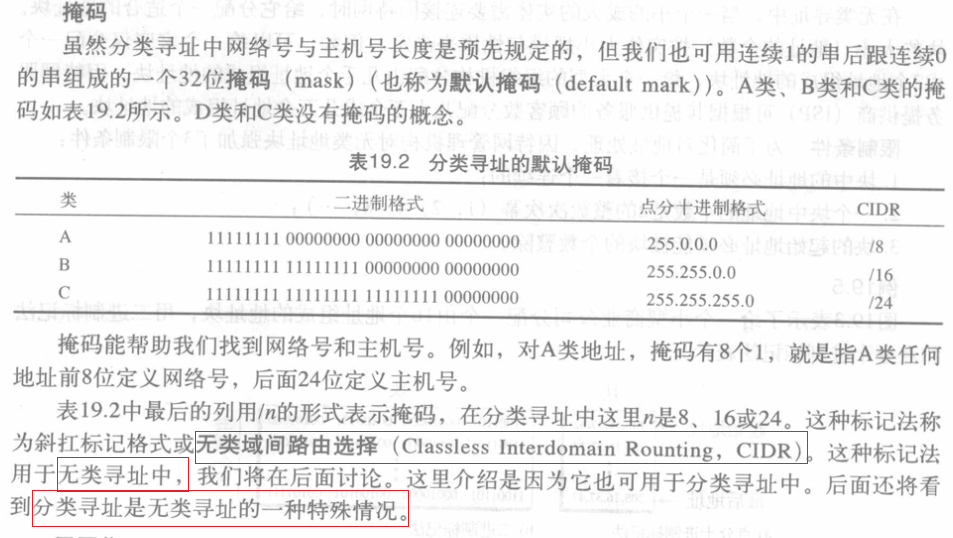 掩码
虽然分类寻址中网络号与主机号长度是预先规定的，但我们也可用连续1的串后跟连续0
的串组成的一个32位掩码（mask）（也称为默认掩码（default mark））。A类、B类和C类的掩
码如表19.2所示。D类和C类没有掩码的概念。
表19.2 分类寻址的默认掩码
类 二进制格式 点分十进制格式 CIDR
A 11111111 00000000 00000000 00000000 255.0.0.0 /8
B 11111111 11111111 00000000 00000000 255.255.0.0 /16
C 11111111 11111111 11111111 00000000 255.255.255.0 /24
掩码能帮助我们找到网络号和主机号。例如，对A类地址，掩码有8个1，就是指A类任何
地址前8位定义网络号，后面24位定义主机号。
表19.2中最后的列用/n的形式表示掩码，在分类寻址中这里n是8、16或24。这种标记法称
为斜扛标记格式或无类域间路由选择（Classless Interdomain Rounting，CIDR）。这种标记法
用于无类寻址中，我们将在后面讨论。这里介绍是因为它也可用于分类寻址中。后面还将看
到分类寻址是无类寻址的一种特殊情况。